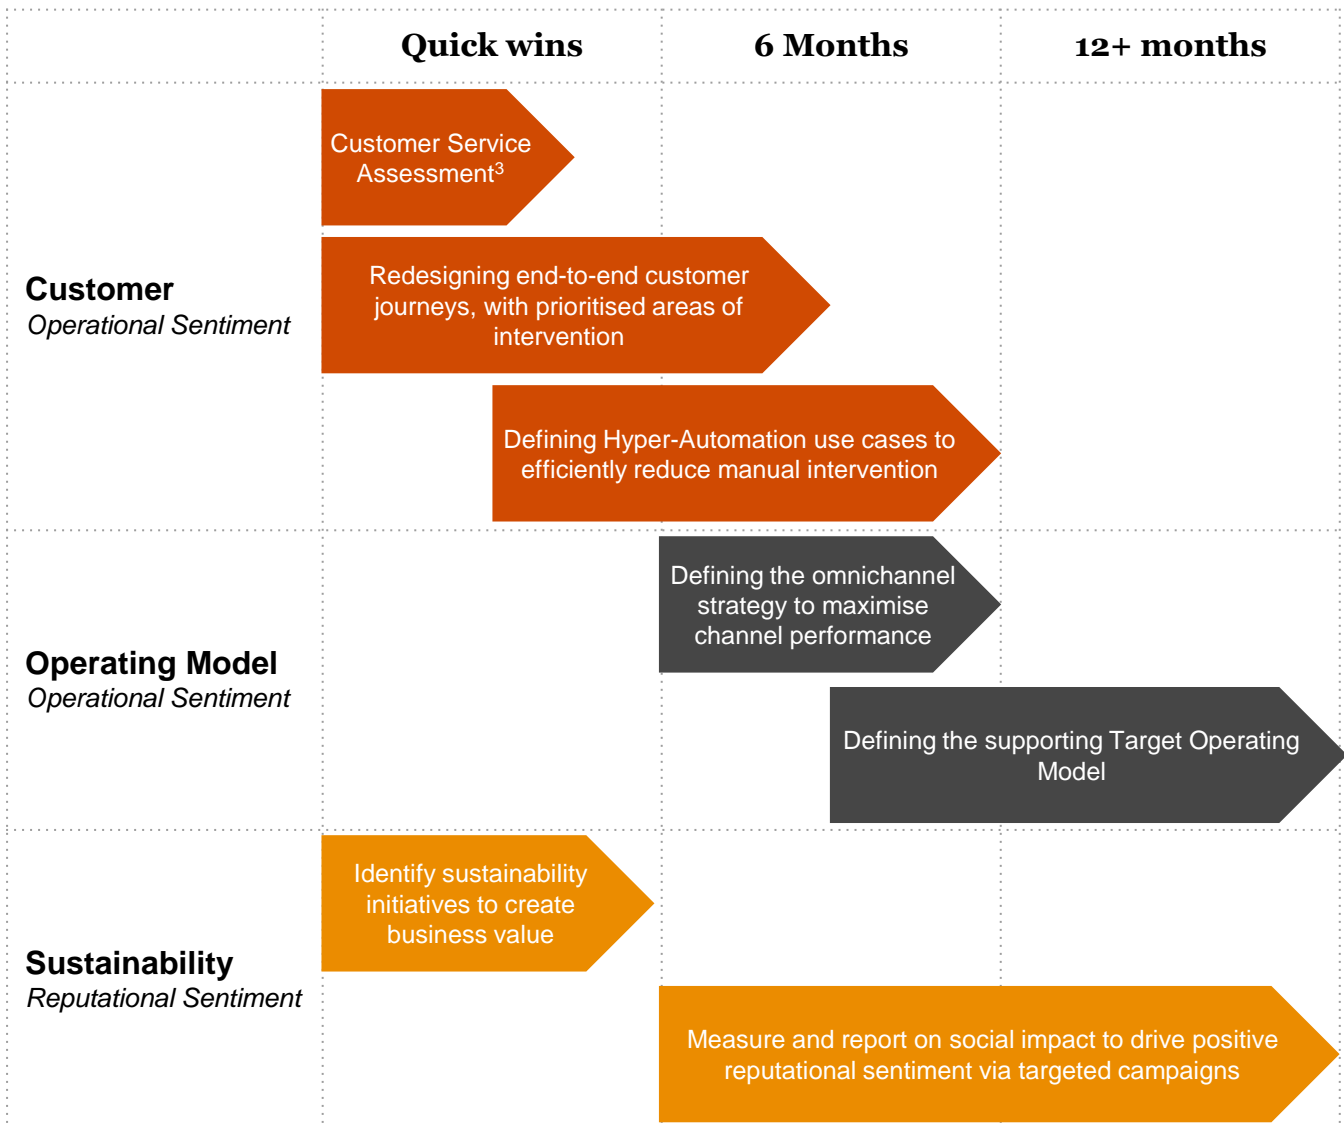 Quick wins
6 Months
12+ months
Customer
Operational Sentiment
Customer Service
Assessment³
Redesigning end-to-end customer
journeys, with prioritised areas of
intervention
Defining Hyper-Automation use cases to
efficiently reduce manual intervention
Operating Model
Operational Sentiment
Defining the omnichannel
strategy to maximise
channel performance
Defining the supporting Target Operating
Model
Sustainability
Reputational Sentiment
Identify sustainability
initiatives to create
business value
Measure and report on social impact to drive positive
reputational sentiment via targeted campaigns